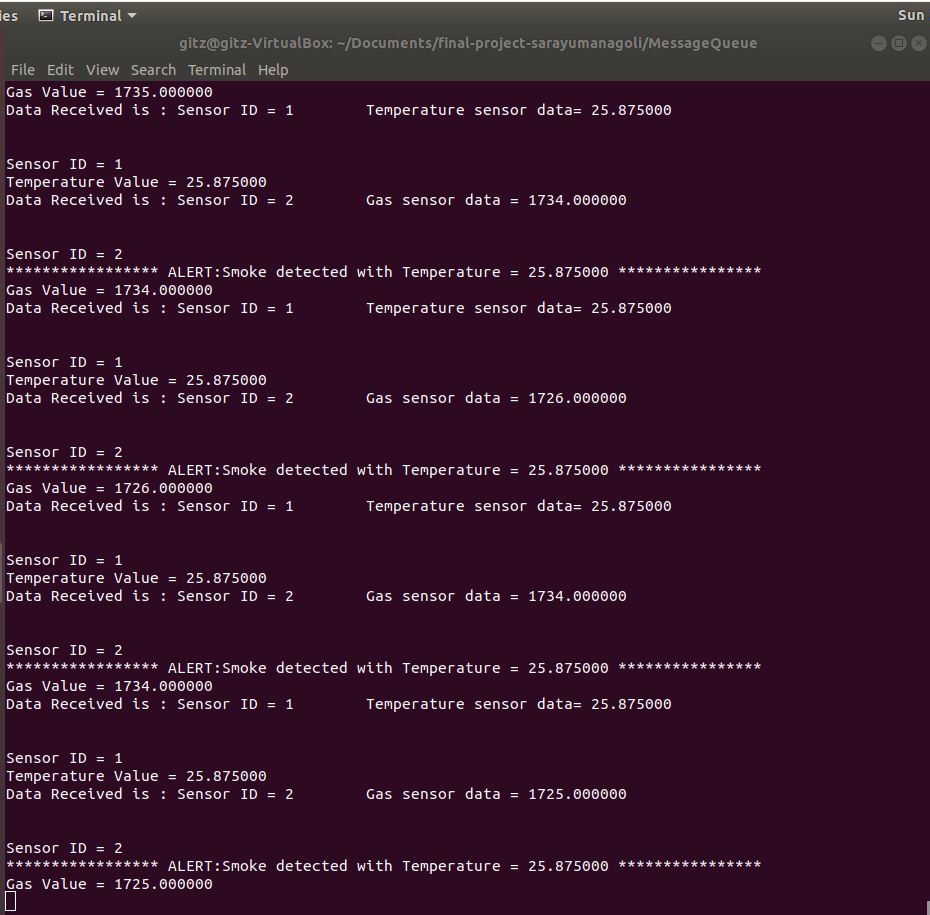 ies Terminal Sun
gitz@gitz-VirtualBox: ~/Documents/final-project-sarayumanagoli/MessageQueue
File Edit View Search Terminal Help
Gas Value = 1735.000000
Data Received is : Sensor ID = 1 Temperature sensor data= 25.875000
Sensor ID = 1
Temperature Value = 25.875000
Data Received is : Sensor ID = 2 Gas sensor data = 1734.000000
Sensor ID = 2
***************** ALERT:Smoke detected with Temperature = 25.875000 ****************
Gas Value = 1734.000000
Data Received is : Sensor ID = 1 Temperature sensor data= 25.875000
Sensor ID = 1
Temperature Value = 25.875000
Data Received is : Sensor ID = 2 Gas sensor data = 1726.000000
Sensor ID = 2
***************** ALERT:Smoke detected with Temperature = 25.875000 ****************
Gas Value = 1726.000000
Data Received is : Sensor ID = 1 Temperature sensor data= 25.875000
Sensor ID = 1
Temperature Value = 25.875000
Data Received is : Sensor ID = 2 Gas sensor data = 1734.000000
Sensor ID = 2
***************** ALERT:Smoke detected with Temperature = 25.875000 ****************
Gas Value = 1734.000000
Data Received is : Sensor ID = 1 Temperature sensor data= 25.875000
Sensor ID = 1
Temperature Value = 25.875000
Data Received is : Sensor ID = 2 Gas sensor data = 1725.000000
Sensor ID = 2
***************** ALERT:Smoke detected with Temperature = 25.875000 ****************
Gas Value = 1725.000000